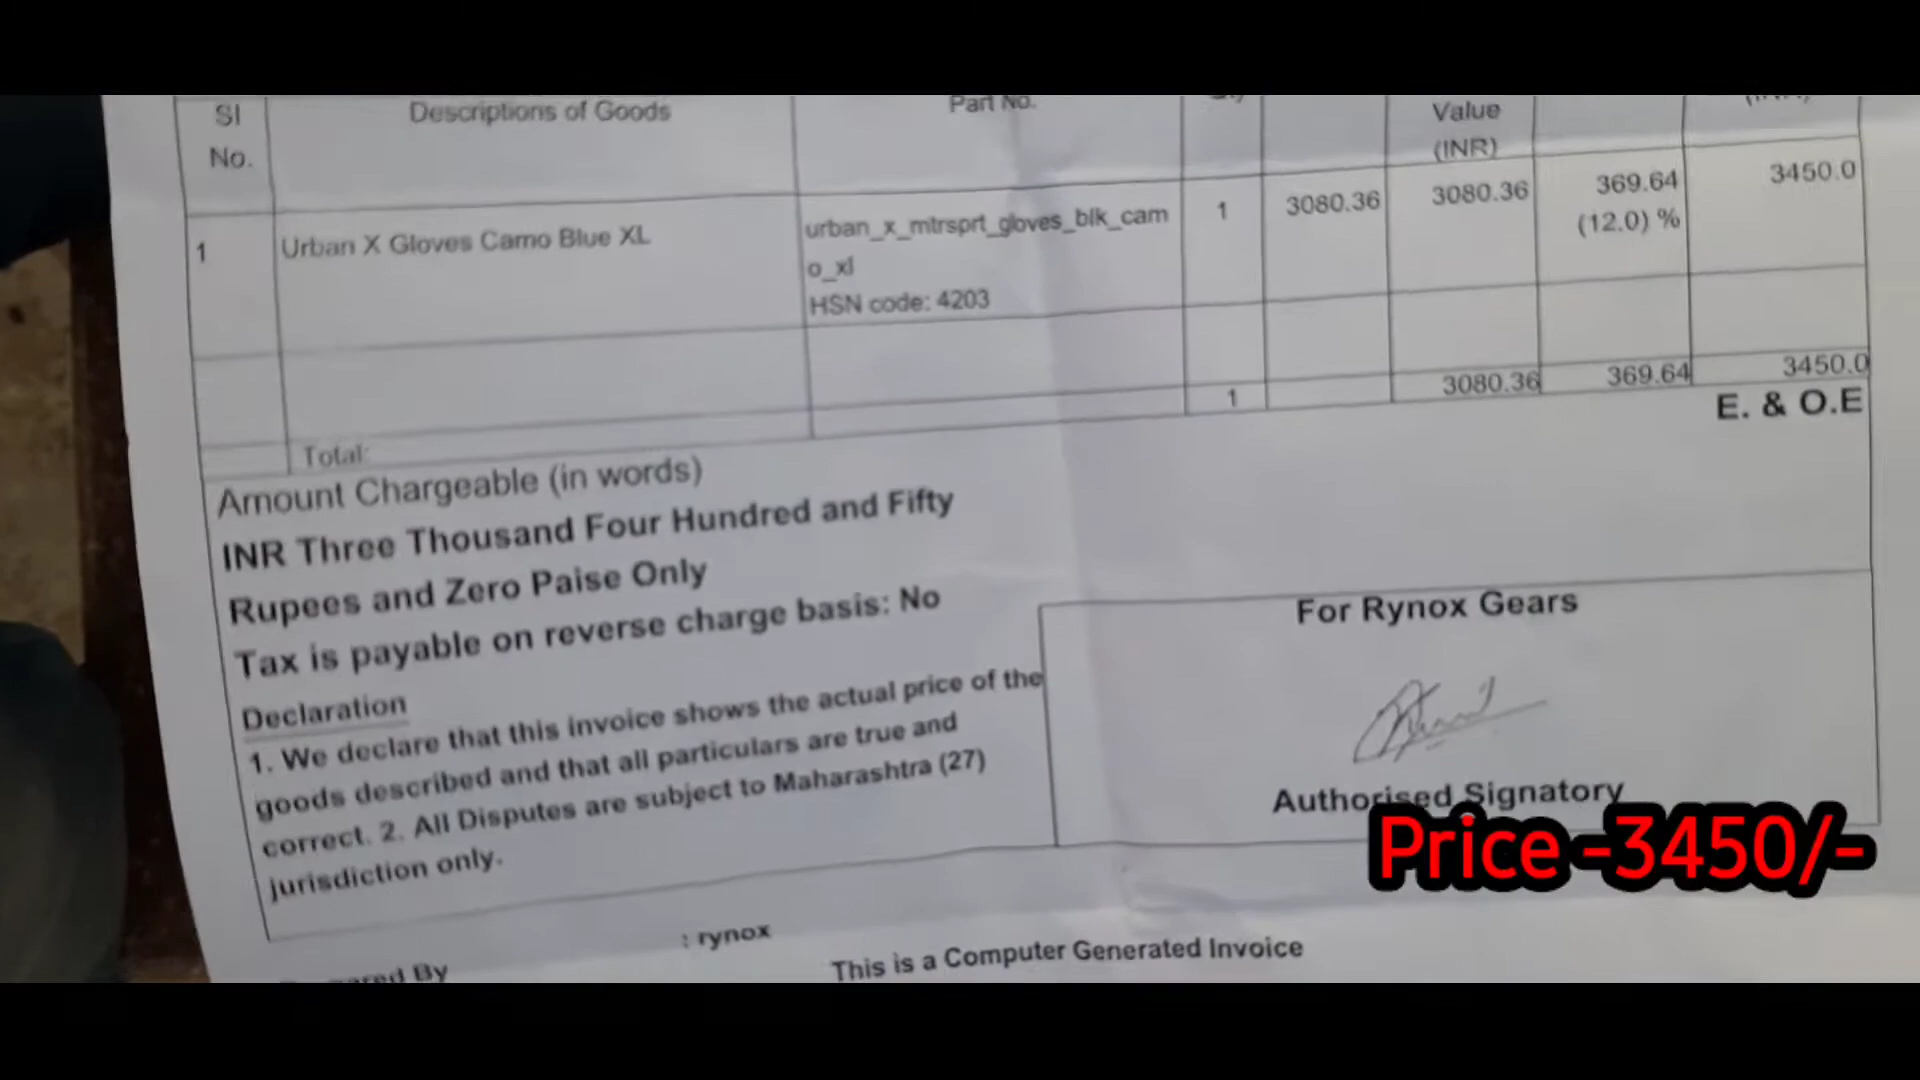 SI
No.
Descriptions of Goods
Part No.
Value
(INR)
1
Urban X Gloves Camo Blue XL
urban_x_mtrsprt_gloves_blk_cam
o_xl
HSN code: 4203
1
3080.36
3080.36
369.64
(12.0) %
3450.0
Total:
1
3080.36
369.64
3450.0
E. & O.E
Amount Chargeable (in words)
INR Three Thousand Four Hundred and Fifty
Rupees and Zero Paise Only
Tax is payable on reverse charge basis: No
Declaration
1. We declare that this invoice shows the actual price of the
goods described and that all particulars are true and
correct. 2. All Disputes are subject to Maharashtra (27)
jurisdiction only.
For Rynox Gears
Authorised Signatory
Price -3450/-
: rynox
By
This is a Computer Generated Invoice